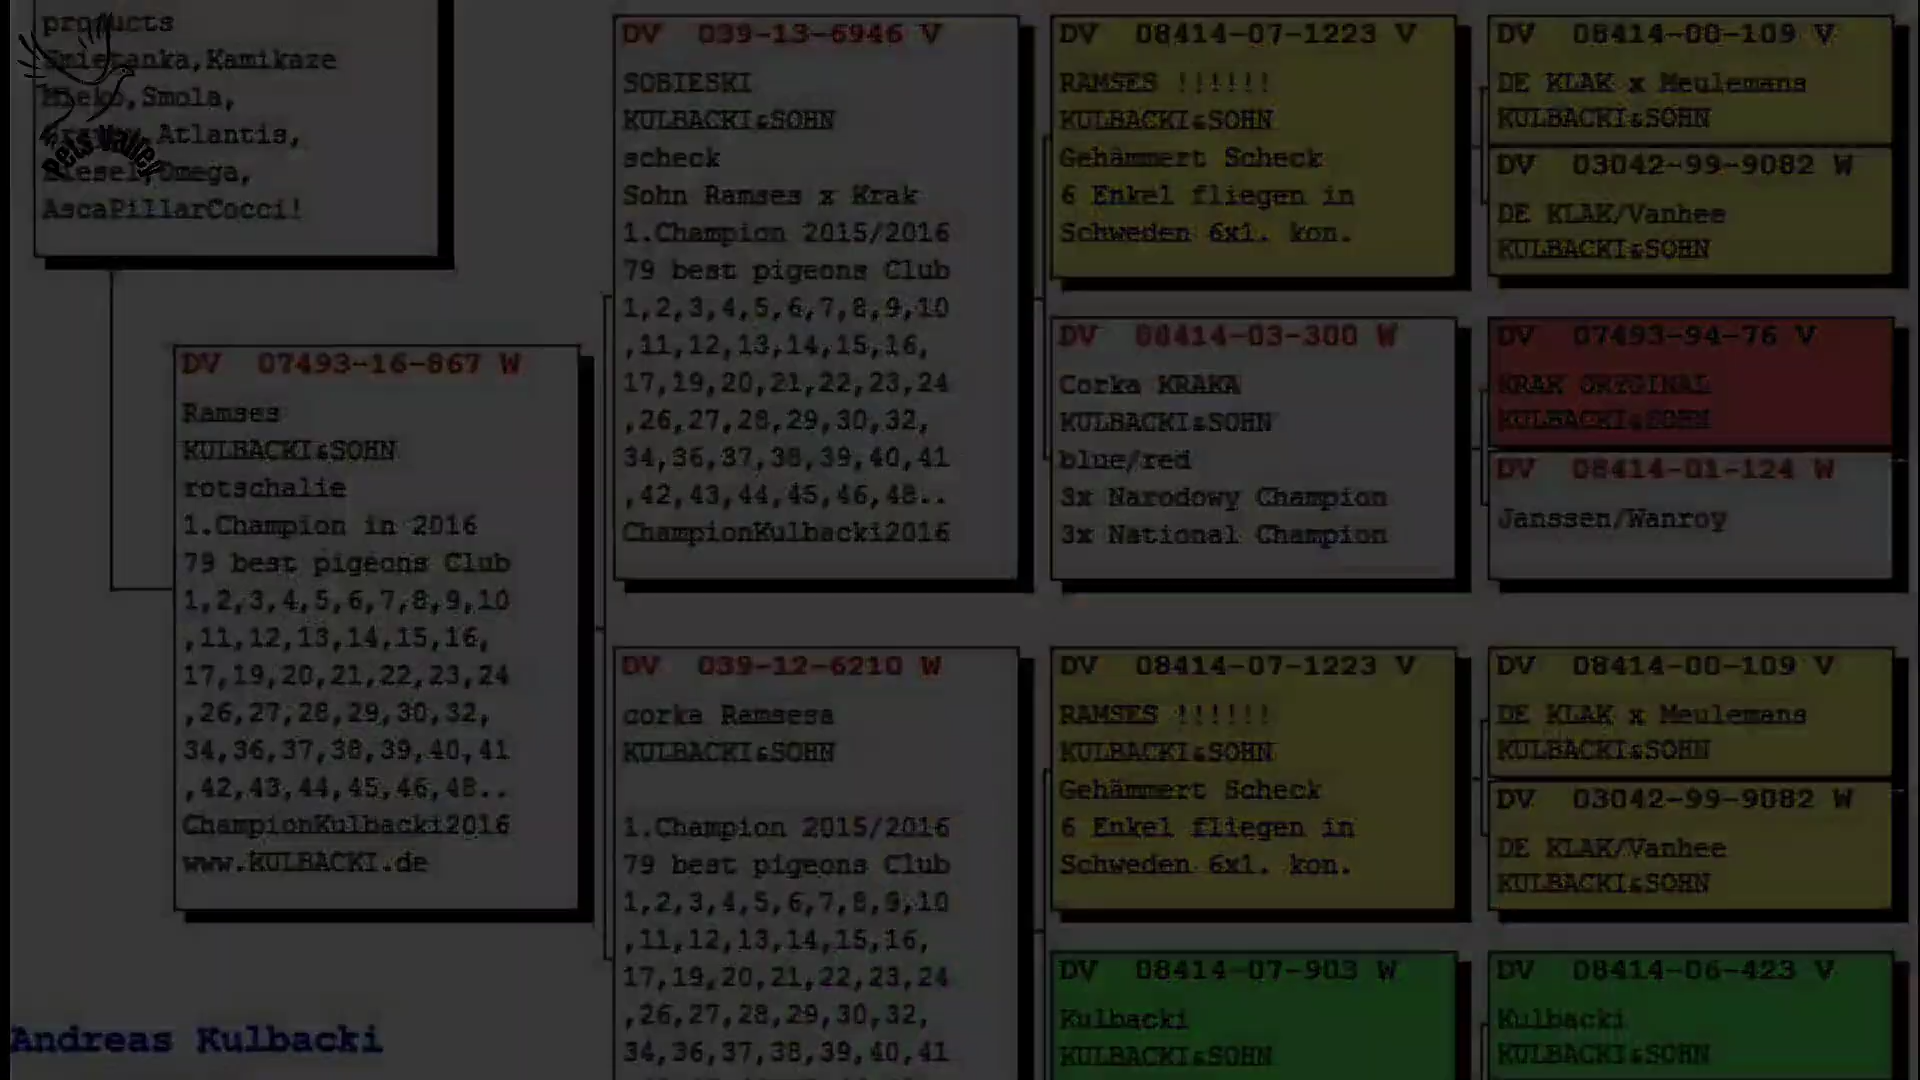 products
Smietanka,Kamikaze
Mleko,Smola,
Atlantis,
Diesel,Omega,
AscaPillarCocci!
Pets Valley
DV 07493-16-867 W
Ramses
KULBACKI&SOHN
rotschalie
1.Champion in 2016
79 best pigeons Club
1,2,3,4,5,6,7,8,9,10
,11,12,13,14,15,16,
17,19,20,21,22,23,24
,26,27,28,29,30,32,
34,36,37,38,39,40,41
,42,43,44,45,46,48..
ChampionKulbacki2016
www.KULBACKI.de
Andreas Kulbacki
DV 039-13-6946 V
SOBIESKI
KULBACKI&SOHN
scheck
Sohn Ramses x Krak
1.Champion 2015/2016
79 best pigeons Club
1,2,3,4,5,6,7,8,9,10
,11,12,13,14,15,16,
17,19,20,21,22,23,24
,26,27,28,29,30,32,
34,36,37,38,39,40,41
,42,43,44,45,46,48..
ChampionKulbacki2016
DV 039-12-6210 W
corka Ramsesa
KULBACKI&SOHN
1.Champion 2015/2016
79 best pigeons Club
1,2,3,4,5,6,7,8,9,10
,11,12,13,14,15,16,
17,19,20,21,22,23,24
,26,27,28,29,30,32,
34,36,37,38,39,40,41
DV 08414-07-1223 V
RAMSES !!!!!!
KULBACKI&SOHN
Gehämmert Scheck
6 Enkel fliegen in
Schweden 6x1. kon.
DV 08414-03-300 W
Corka KRAKA
KULBACKI&SOHN
blue/red
3x Narodowy Champion
3x National Champion
DV 08414-07-1223 V
RAMSES !!!!!!
KULBACKI&SOHN
Gehämmert Scheck
6 Enkel fliegen in
Schweden 6x1. kon.
DV 08414-07-903 W
Kulbacki
KULBACKI&SOHN
DV 08414-00-109 V
DE KLAK x Meulemans
KULBACKI&SOHN
DV 03042-99-9082 W
DE KLAK/Vanhee
KULBACKI&SOHN
DV 07493-94-76 V
KRAK ORYGINAL
KULBACKI&SOHN
DV 08414-01-124 W
Janssen/Wanroy
DV 08414-00-109 V
DE KLAK x Meulemans
KULBACKI&SOHN
DV 03042-99-9082 W
DE KLAK/Vanhee
KULBACKI&SOHN
DV 08414-06-423 V
Kulbacki
KULBACKI&SOHN